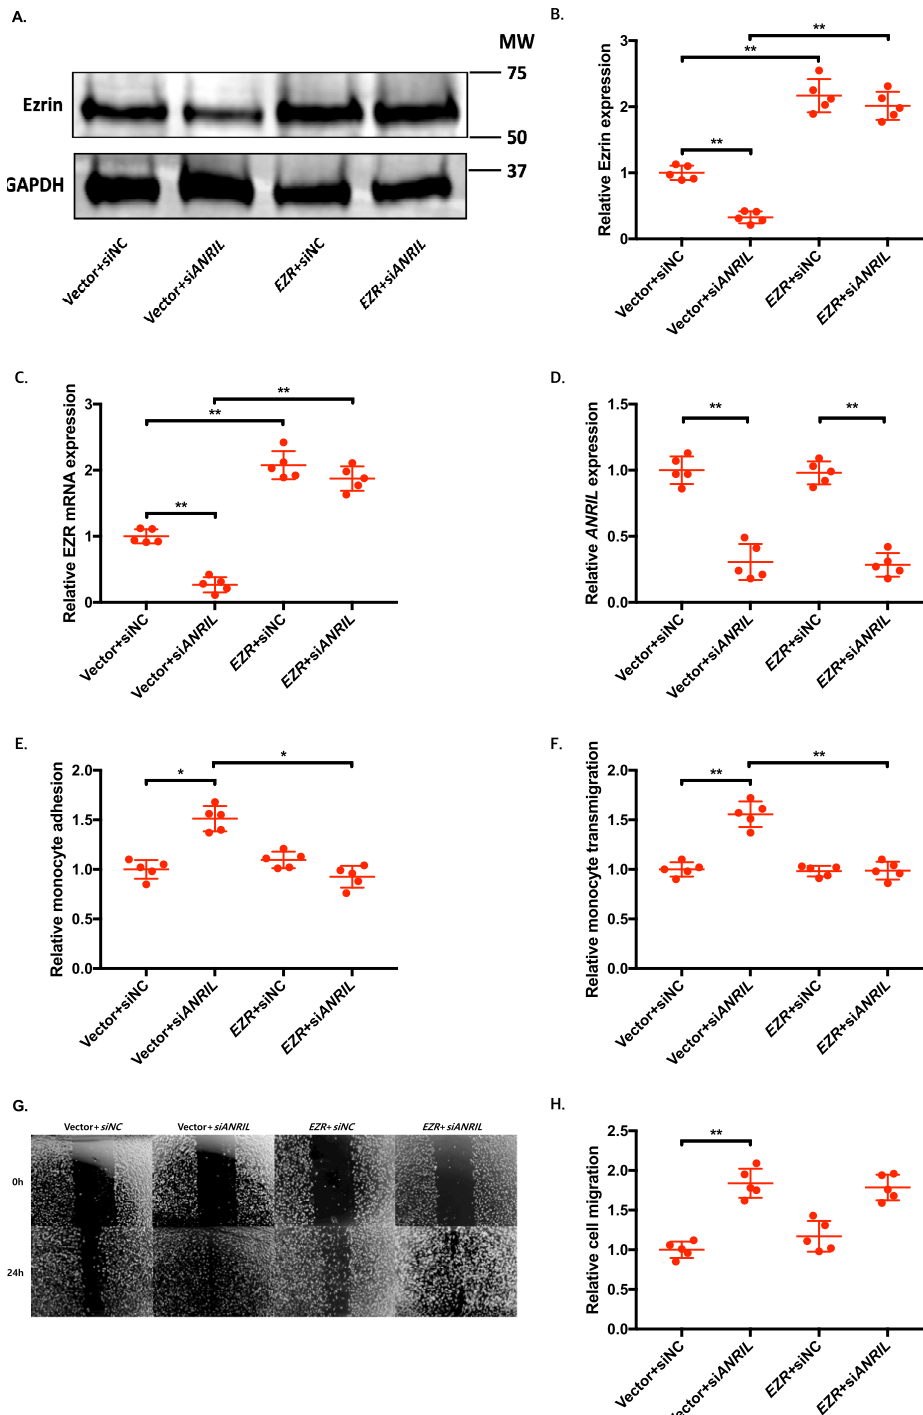 A.
MW
75
Ezrin
50
37
GAPDH
Vector+siNC
Vector+siANRIL
EZR+siNC
EZR+siANRIL
B.
Relative Ezrin expression
3
2
1
0
**
**
**
Vector+siNC
Vector+siANRIL
EZR+siNC
EZR+siANRIL
C.
Relative EZR mRNA expression
3
2
1
0
**
**
**
Vector+siNC
Vector+siANRIL
EZR+siNC
EZR+siANRIL
D.
Relative ANRIL expression
1.5
1.0
0.5
0.0
**
**
Vector+siNC
Vector+siANRIL
EZR+siNC
EZR+siANRIL
E.
Relative monocyte adhesion
2.0
1.5
1.0
0.5
0.0
*
*
Vector+siNC
Vector+siANRIL
EZR+siNC
EZR+siANRIL
F.
Relative monocyte transmigration
2.0
1.5
1.0
0.5
0.0
**
**
Vector+siNC
Vector+siANRIL
EZR+siNC
EZR+siANRIL
G.
Vector+siNC
Vector+siANRIL
EZR+siNC
EZR+siANRIL
0h
24h
H.
Relative cell migration
2.5
2.0
1.5
1.0
0.5
0.0
**
Vector+siNC
Vector+siANRIL
EZR+siNC
EZR+siANRIL